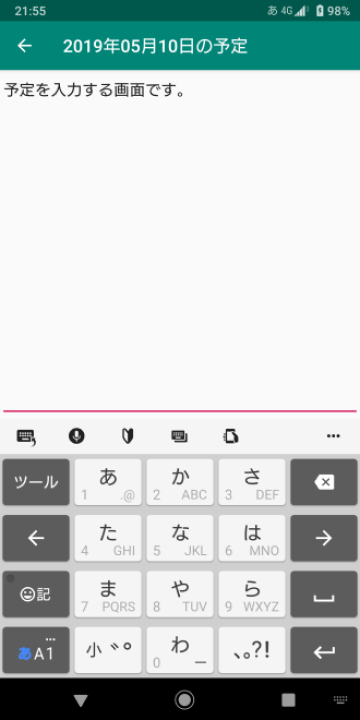 21:55 あ 4G 98%
2019年05月10日の予定
予定を入力する画面です。
ツール あ 1 .@ か 2 ABC さ 3 DEF
た 4 GHI な 5 JKL は 6 MNO
記 ま 7 PQRS や 8 TUV ら 9 WXYZ
あA1 小 ゛゜ わ 0 ー 、。?!